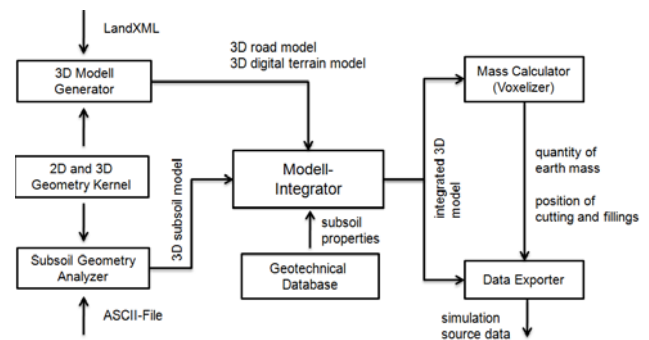 LandXML
3D Modell
Generator
3D road model
3D digital terrain model
Mass Calculator
(Voxelizer)
2D and 3D
Geometry Kernel
3D subsoil model
Modell-
Integrator
integrated 3D
model
quantity of
earth mass
position of
cutting and fillings
subsoil
properties
Subsoil Geometry
Analyzer
Geotechnical
Database
Data Exporter
ASCII-File
simulation
source data